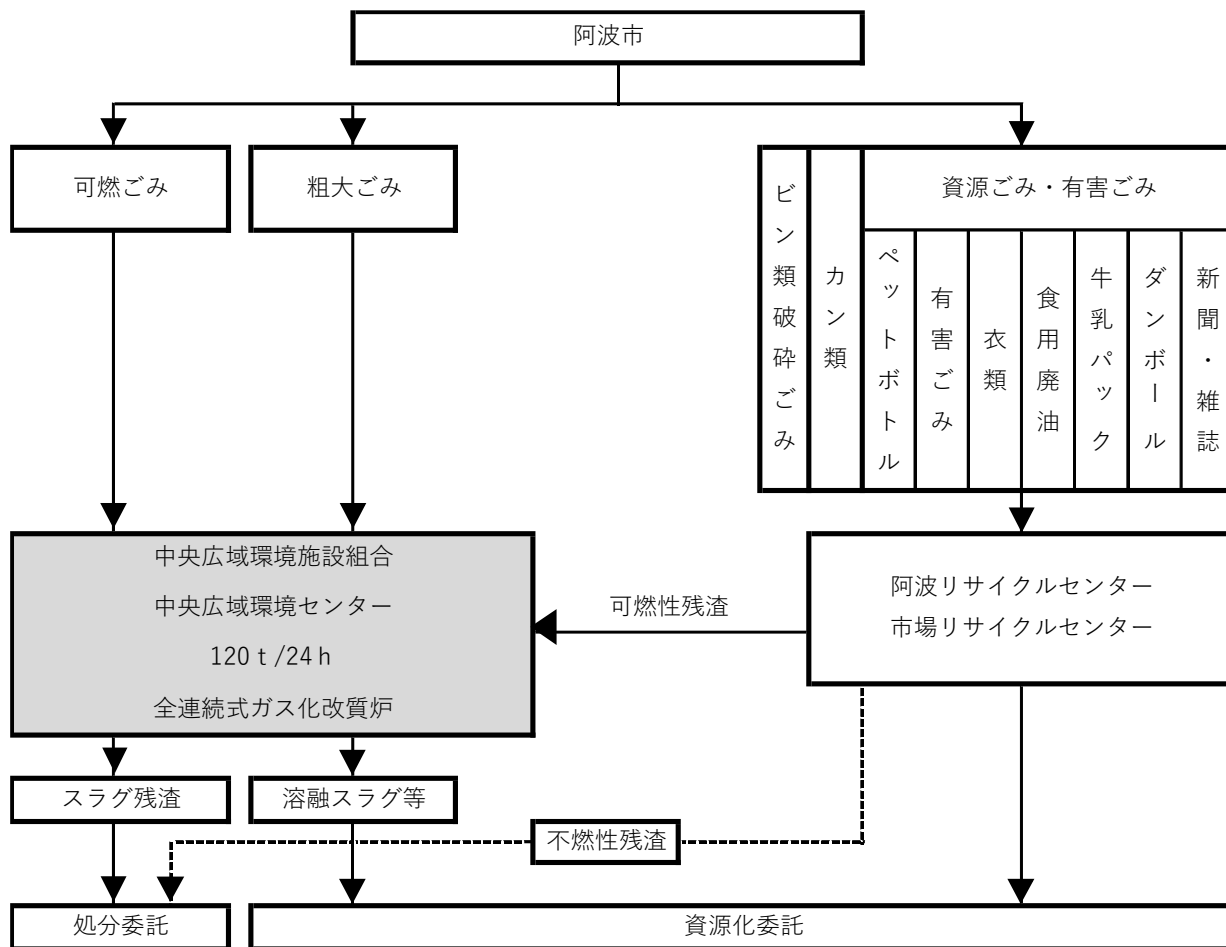 阿波市
可燃ごみ
粗大ごみ
資源ごみ・有害ごみ
ビン類破砕ごみ
カン類
ペットボトル
有害ごみ
衣類
食用廃油
牛乳パック
ダンボール
新聞・雑誌
中央広域環境施設組合
中央広域環境センター
120ｔ/24ｈ
全連続式ガス化改質炉
可燃性残渣
阿波リサイクルセンター
市場リサイクルセンター
スラグ残渣
溶融スラグ等
不燃性残渣
処分委託
資源化委託